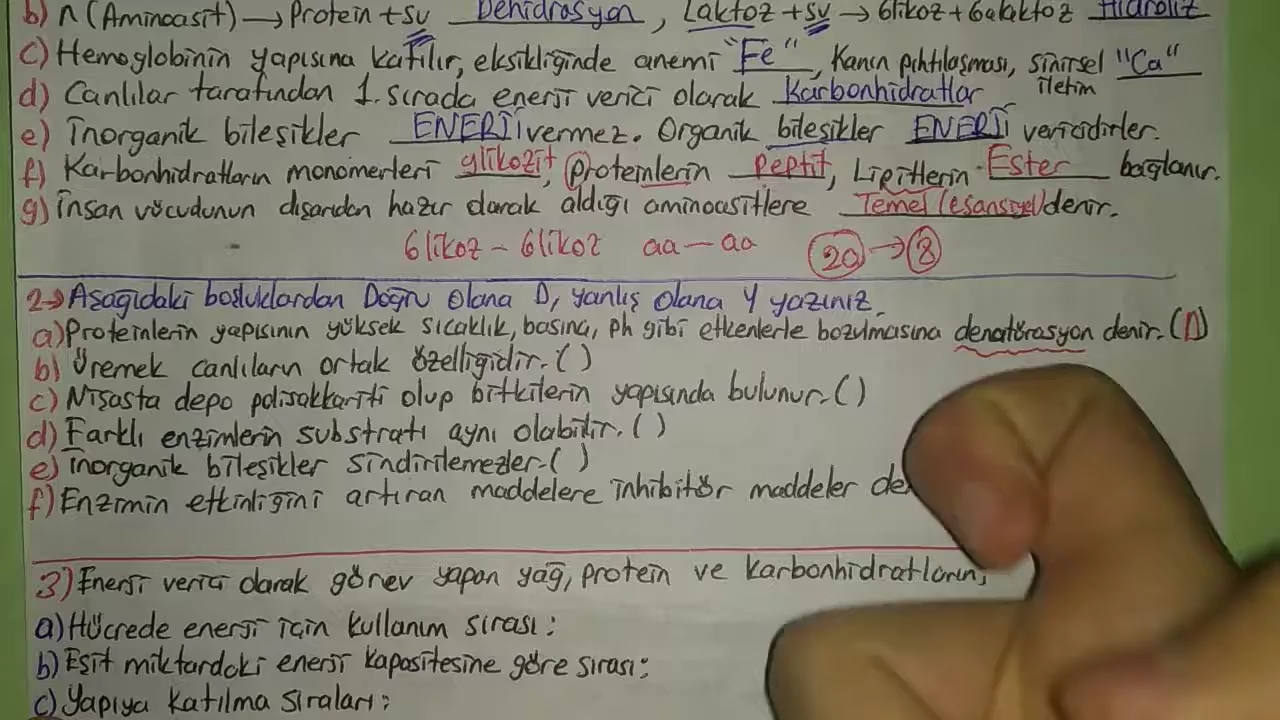 b) n(Aminoasit) → Protein + su Dehidrasyon, Laktoz + su → Glikoz + Galaktoz Hidroliz
c) Hemoglobinin yapısına katılır, eksikliğinde anemi "Fe", Kanın pıhtılaşması, sinirsel iletim "Ca"
d) Canlılar tarafından 1. sırada enerji verici olarak Karbonhidratlar
e) İnorganik bileşikler ENERJİ vermez. Organik bileşikler ENERJİ vericidirler.
f) Karbonhidratların monomerleri glikozit, Proteinlerin peptit, Lipitlerin Ester bağlanır.
g) İnsan vücudunun dışarıdan hazır olarak aldığı aminoasitlere Temel (esansiyel) denir.
Glikoz - Glikoz aa - aa 20 → 8
2→ Aşağıdaki boşluklardan Doğru olana D, yanlış olana Y yazınız.
a) Proteinlerin yapısının yüksek sıcaklık, basınç, ph gibi etkenlerle bozulmasına denatürasyon denir. (D)
b) Üremek canlıların ortak özelliğidir. ( )
c) Nişasta depo polisakkariti olup bitkilerin yapısında bulunur. ( )
d) Farklı enzimlerin substratı aynı olabilir. ( )
e) İnorganik bileşikler sindirilemezler. ( )
f) Enzimin etkinliğini artıran maddelere inhibitör maddeler de
3) Enerji verici olarak görev yapan yağ, protein ve karbonhidratların,
a) Hücrede enerji için kullanım sırası:
b) Eşit miktardaki enerji kapasitesine göre sırası:
c) Yapıya katılma sıraları: